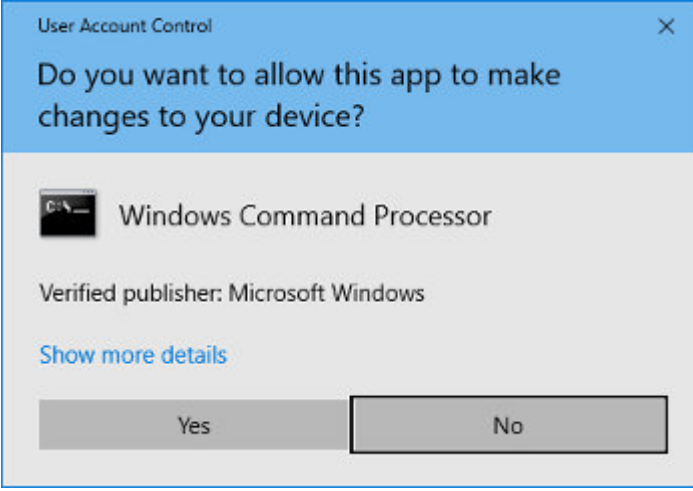 User Account Control
Do you want to allow this app to make
changes to your device?
C:\_
Windows Command Processor
Verified publisher: Microsoft Windows
Show more details
Yes
No